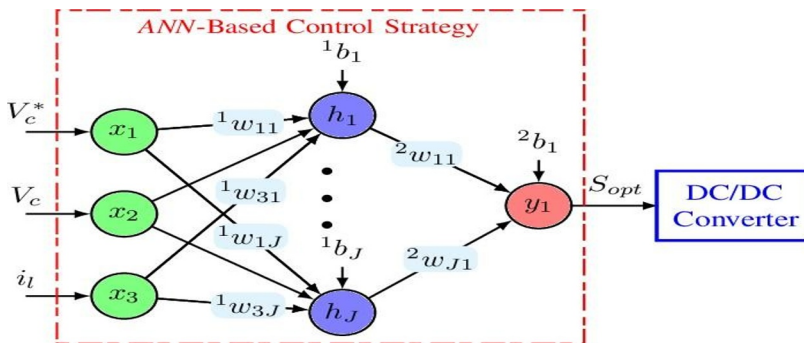 ANN-Based Control Strategy
¹b₁
V꜀* x₁ ¹w₁₁ h₁
²w₁₁ ²b₁
V꜀ x₂ ¹w₃₁ y₁ Sₒₚₜ DC/DC
Converter
¹w₁J ¹bJ
²wJ₁
iₗ x₃ ¹w₃J hJ